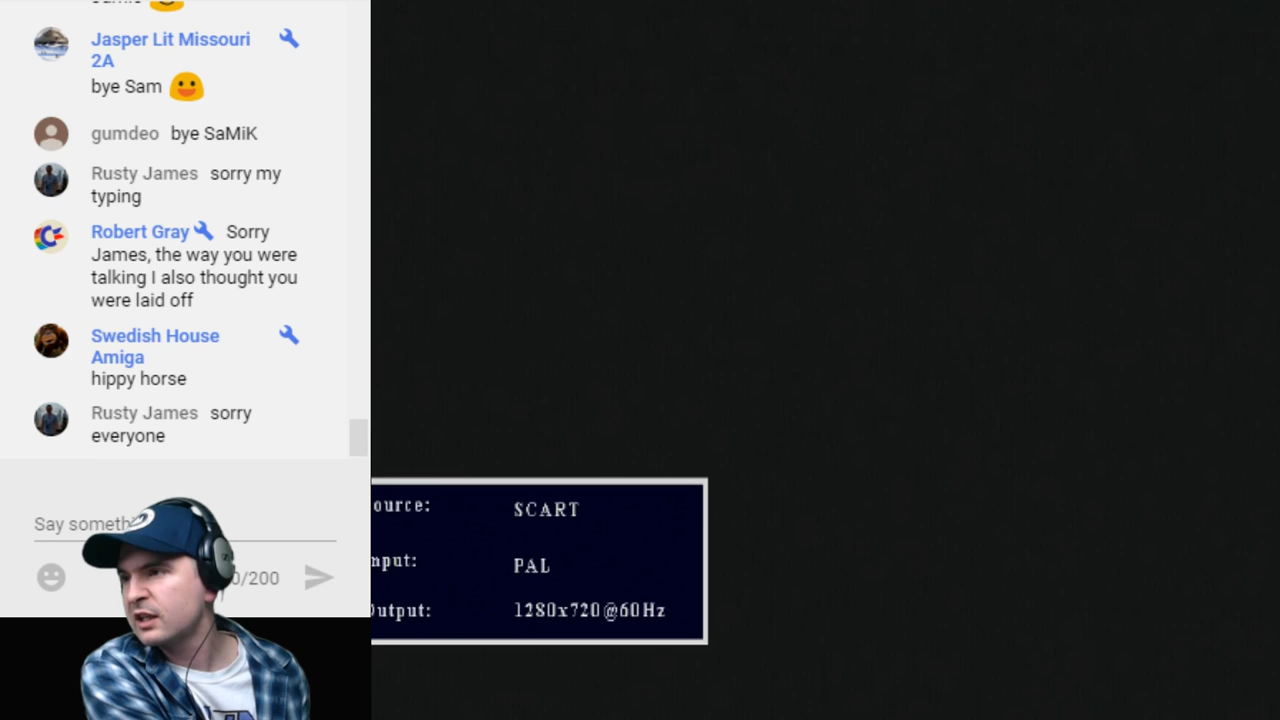 Jasper Lit Missouri
2A
bye Sam
gumdeo bye SaMiK
Rusty James sorry my
typing
Robert Gray Sorry
James, the way you were
talking I also thought you
were laid off
Swedish House
Amiga
hippy horse
Rusty James sorry
everyone
Say someth
0/200
ource: SCART
nput: PAL
Output: 1280x720@60Hz